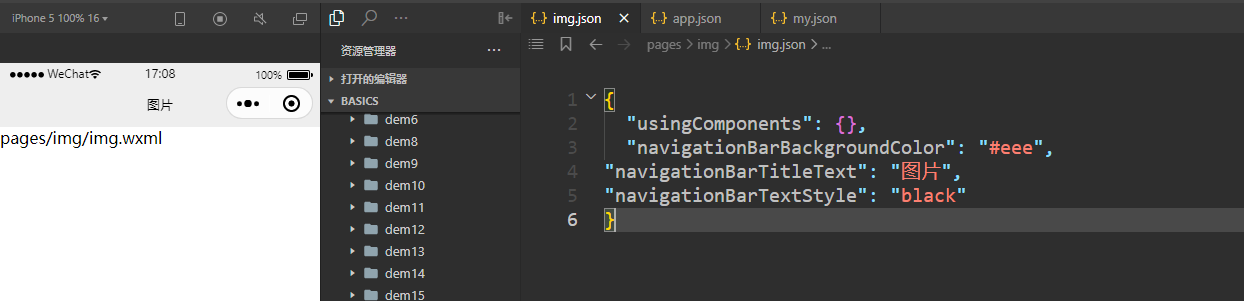 iPhone 5 100% 16
WeChat
17:08
100%
图片
pages/img/img.wxml
资源管理器
打开的编辑器
BASICS
dem6
dem8
dem9
dem10
dem11
dem12
dem13
dem14
dem15
{..} img.json
{..} app.json
{..} my.json
pages > img > {..} img.json > ...
1 {
2 "usingComponents": {},
3 "navigationBarBackgroundColor": "#eee",
4 "navigationBarTitleText": "图片",
5 "navigationBarTextStyle": "black"
6 }